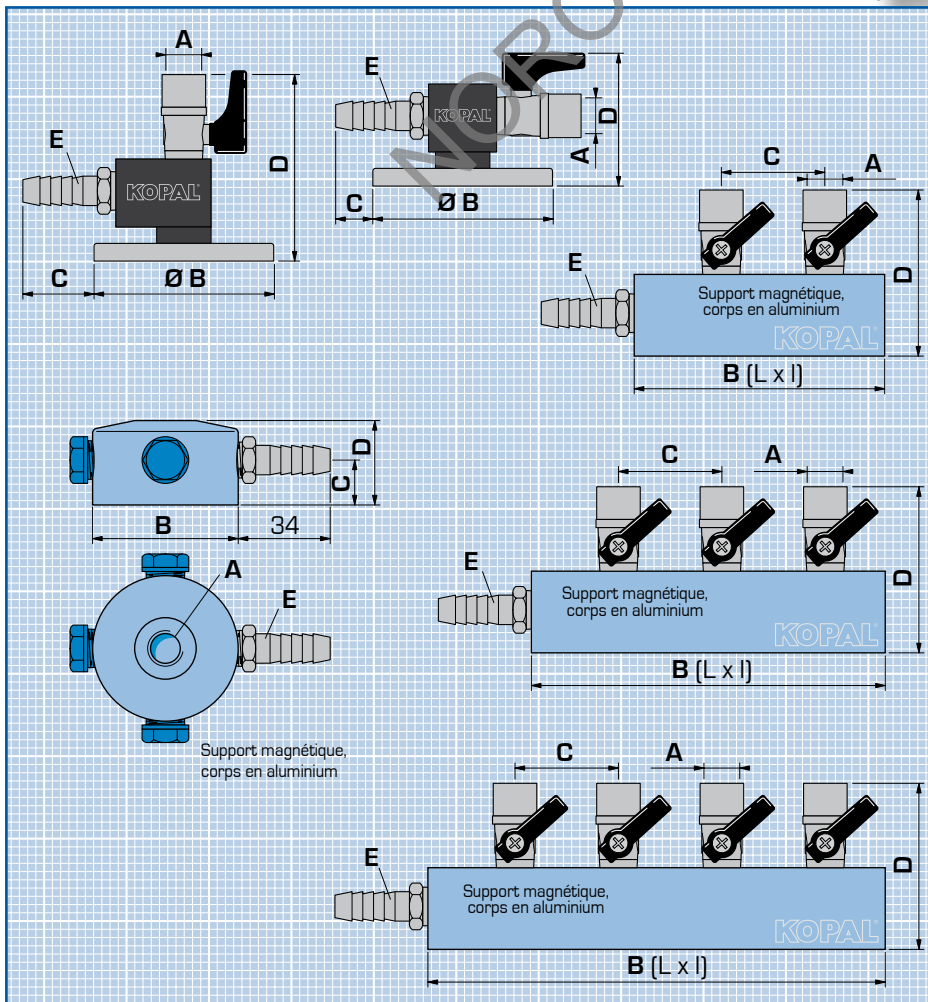 A
E
KOPAL
D
C
Ø B
E
KOPAL
D
A
C
Ø B
NORO
C
A
E
D
Support magnétique,
corps en aluminium
KOPAL
B (L x l)
D
C
B
34
A
E
Support magnétique,
corps en aluminium
C
A
E
D
Support magnétique,
corps en aluminium
KOPAL
B (L x l)
C
A
E
D
Support magnétique,
corps en aluminium
KOPAL
B (L x l)